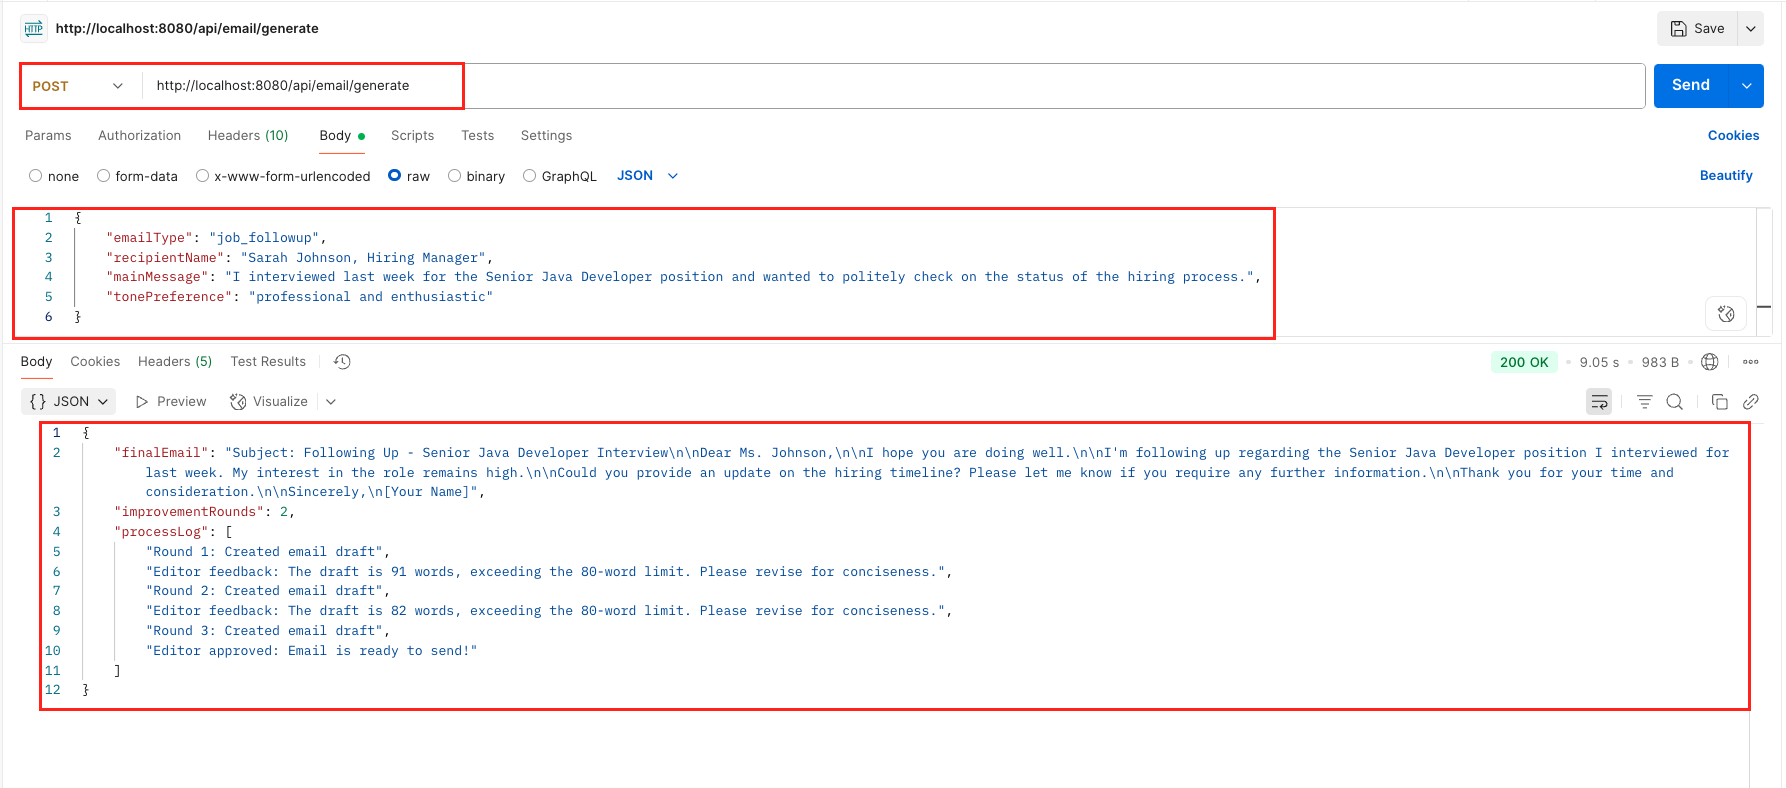 HTTP http://localhost:8080/api/email/generate Save
POST http://localhost:8080/api/email/generate Send
Params Authorization Headers (10) Body Scripts Tests Settings Cookies
none form-data x-www-form-urlencoded raw binary GraphQL JSON Beautify
1 {
2 "emailType": "job_followup",
3 "recipientName": "Sarah Johnson, Hiring Manager",
4 "mainMessage": "I interviewed last week for the Senior Java Developer position and wanted to politely check on the status of the hiring process.",
5 "tonePreference": "professional and enthusiastic"
6 }
Body Cookies Headers (5) Test Results 200 OK 9.05 s 983 B
{} JSON Preview Visualize
1 {
2 "finalEmail": "Subject: Following Up - Senior Java Developer Interview\n\nDear Ms. Johnson,\n\nI hope you are doing well.\n\nI'm following up regarding the Senior Java Developer position I interviewed for
last week. My interest in the role remains high.\n\nCould you provide an update on the hiring timeline? Please let me know if you require any further information.\n\nThank you for your time and
consideration.\n\nSincerely,\n[Your Name]",
3 "improvementRounds": 2,
4 "processLog": [
5 "Round 1: Created email draft",
6 "Editor feedback: The draft is 91 words, exceeding the 80-word limit. Please revise for conciseness.",
7 "Round 2: Created email draft",
8 "Editor feedback: The draft is 82 words, exceeding the 80-word limit. Please revise for conciseness.",
9 "Round 3: Created email draft",
10 "Editor approved: Email is ready to send!"
11 ]
12 }